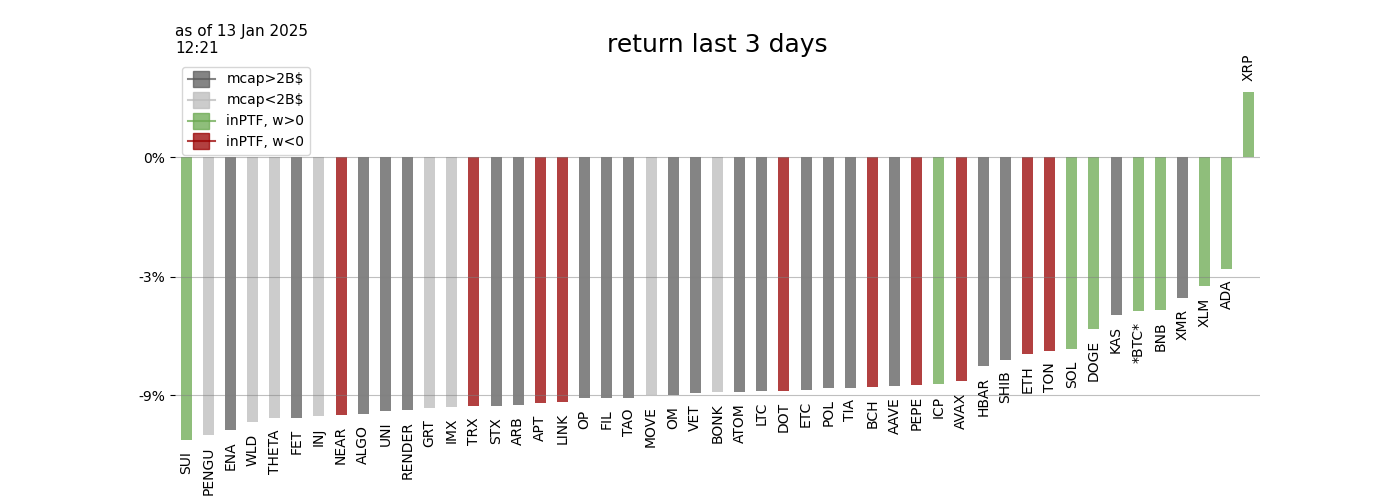 as of 13 Jan 2025
12:21
return last 3 days
mcap>2B$
mcap<2B$
inPTF, w>0
inPTF, w<0
0%
-3%
-9%
SUI
PENGU
ENA
WLD
THETA
FET
INJ
NEAR
ALGO
UNI
RENDER
GRT
IMX
TRX
STX
ARB
APT
LINK
OP
FIL
TAO
MOVE
OM
VET
BONK
ATOM
LTC
DOT
ETC
POL
TIA
BCH
AAVE
PEPE
ICP
AVAX
HBAR
SHIB
ETH
TON
SOL
DOGE
KAS
*BTC*
BNB
XMR
XLM
ADA
XRP